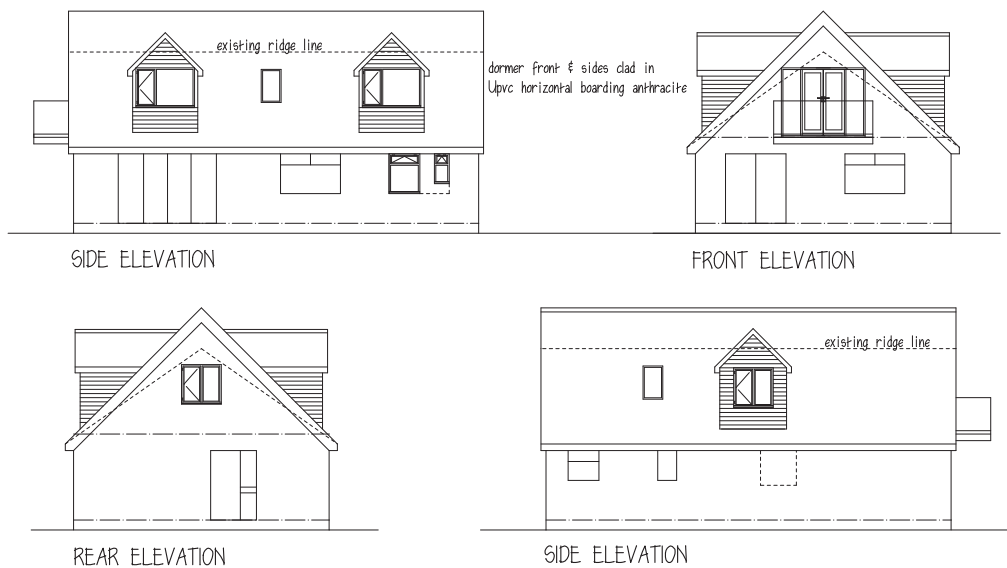 existing ridge line
dormer front & sides clad in
Upvc horizontal boarding anthracite
SIDE ELEVATION
FRONT ELEVATION
existing ridge line
REAR ELEVATION
SIDE ELEVATION